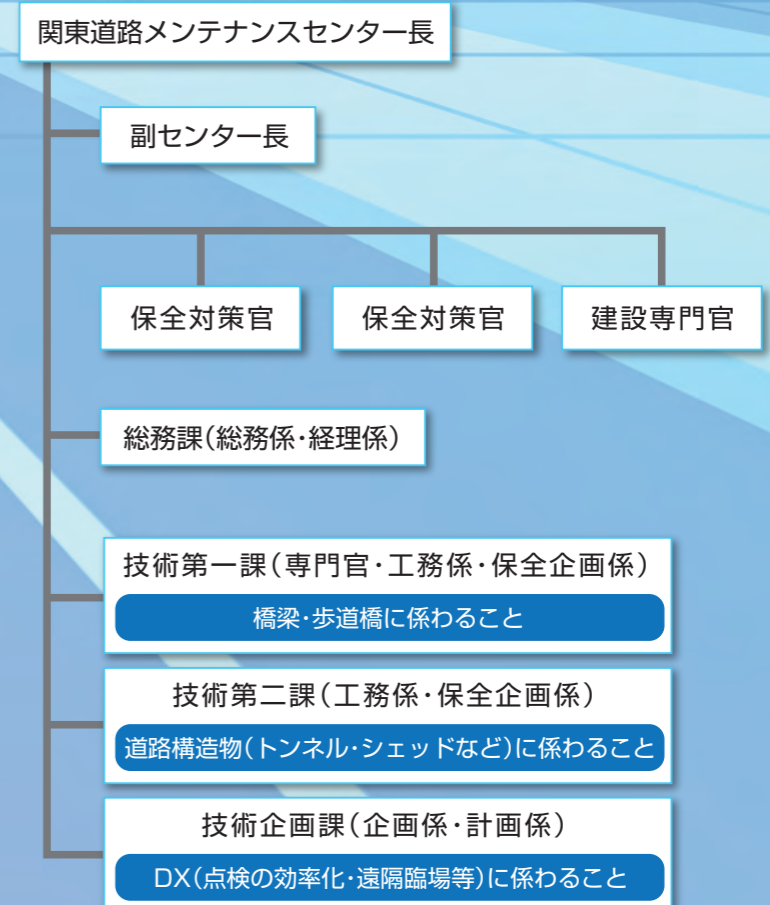 関東道路メンテナンスセンター長
副センター長
保全対策官
保全対策官
建設専門官
総務課(総務係・経理係)
技術第一課(専門官・工務係・保全企画係)
橋梁・歩道橋に係わること
技術第二課(工務係・保全企画係)
道路構造物(トンネル・シェッドなど)に係わること
技術企画課(企画係・計画係)
DX(点検の効率化・遠隔臨場等)に係わること